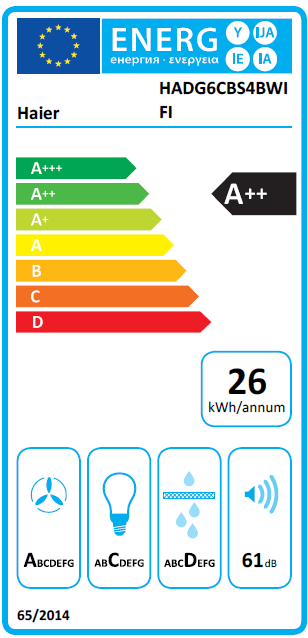 ENERG Y IJA
енергия · ενεργεια IE IA
HADG6CBS4BWI
Haier FI
A+++
A++
A+
A
B
C
D
A++
26
kWh/annum
ABCDEFG
ABCDEFG
ABCDEFG
61dB
65/2014